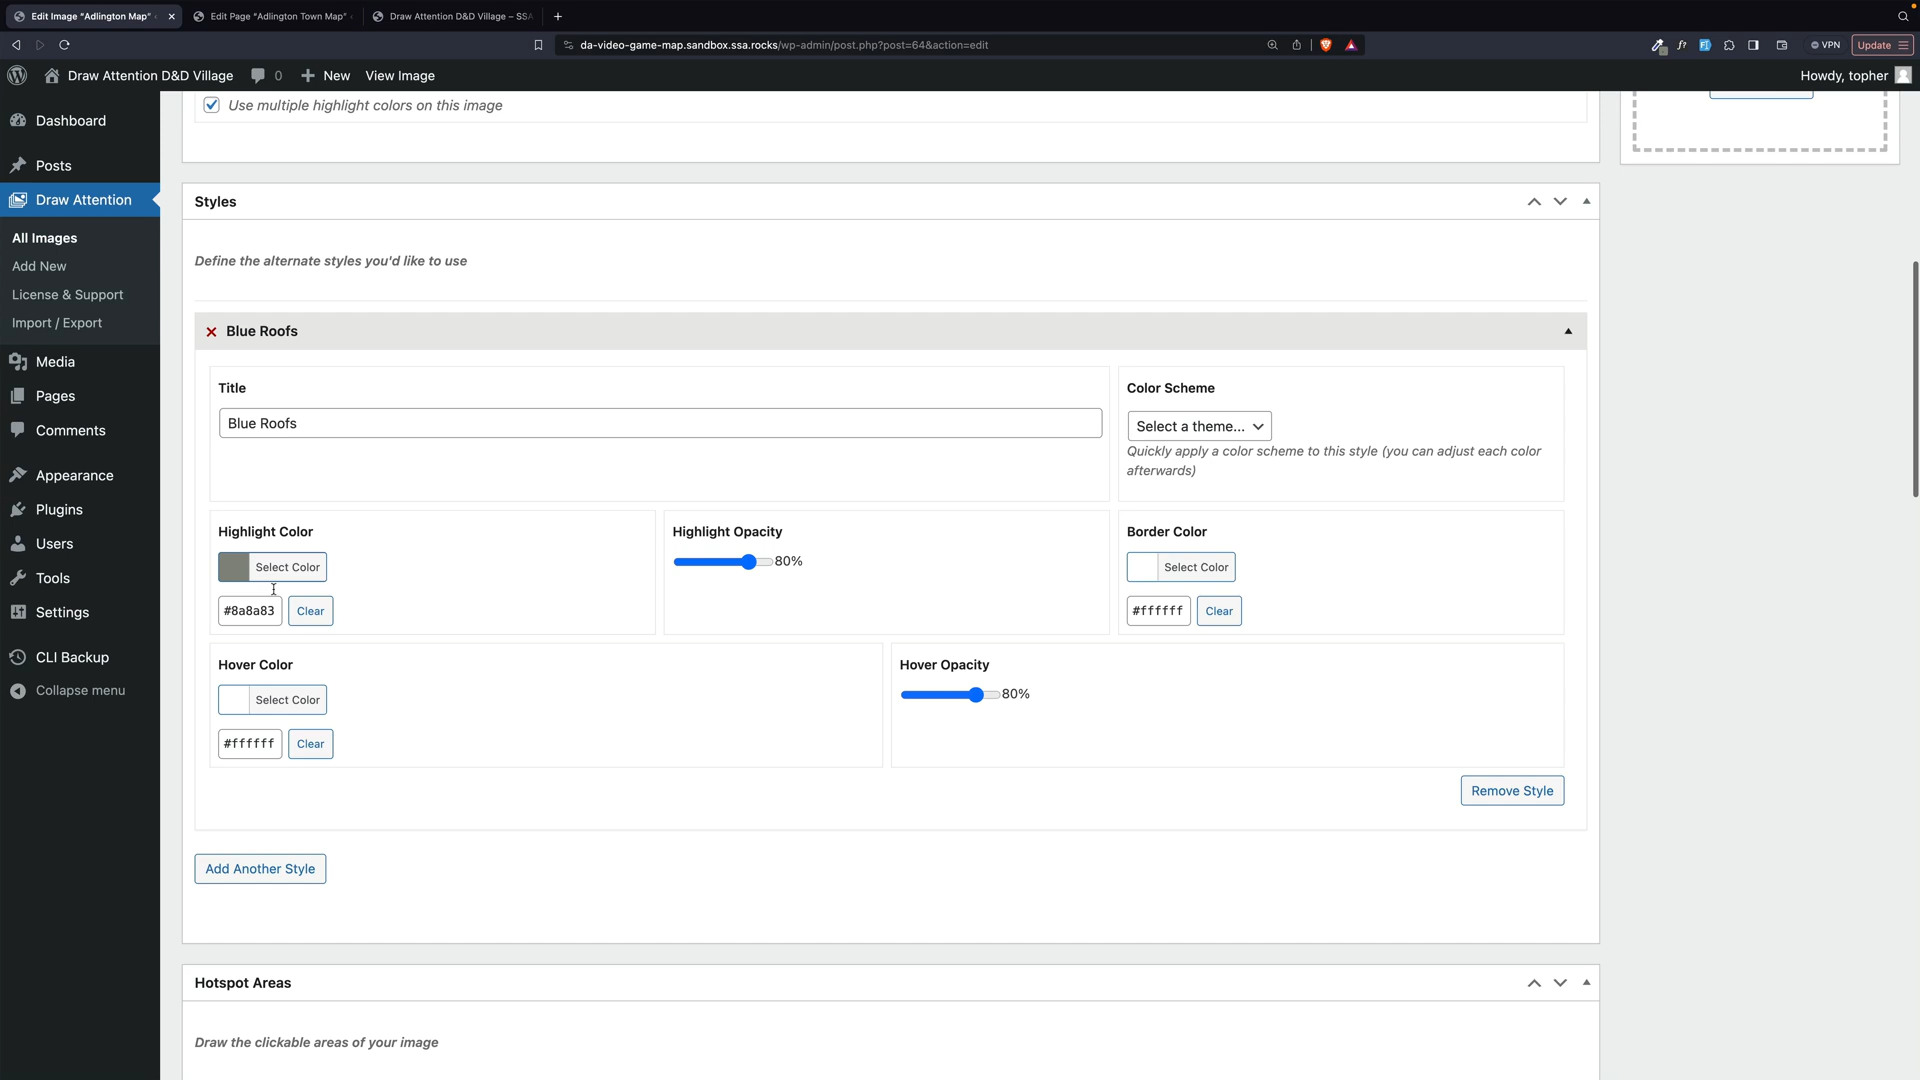 Edit Image "Adlington Map"
Edit Page "Adlington Town Map"
Draw Attention D&D Village – SSA
da-video-game-map.sandbox.ssa.rocks/wp-admin/post.php?post=64&action=edit
VPN
Update
Draw Attention D&D Village
0
New
View Image
Howdy, topher
Dashboard
Posts
Draw Attention
All Images
Add New
License & Support
Import / Export
Media
Pages
Comments
Appearance
Plugins
Users
Tools
Settings
CLI Backup
Collapse menu
Use multiple highlight colors on this image
Styles
Define the alternate styles you'd like to use
Blue Roofs
Title
Blue Roofs
Color Scheme
Select a theme...
Quickly apply a color scheme to this style (you can adjust each color
afterwards)
Highlight Color
Select Color
#8a8a83
Clear
Highlight Opacity
80%
Border Color
Select Color
#ffffff
Clear
Hover Color
Select Color
#ffffff
Clear
Hover Opacity
80%
Remove Style
Add Another Style
Hotspot Areas
Draw the clickable areas of your image